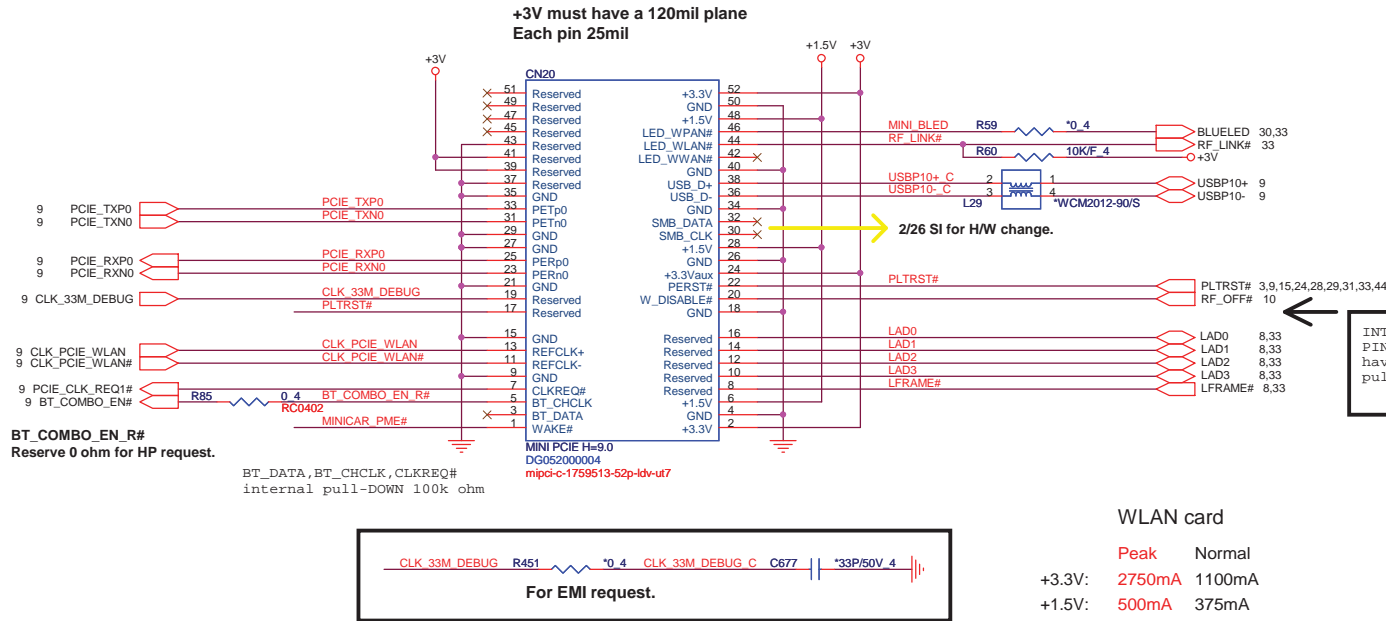 +3V must have a 120mil plane
Each pin 25mil
+3V
+1.5V +3V
CN20
51 Reserved +3.3V 52
49 Reserved GND 50
47 Reserved +1.5V 48
45 Reserved LED_WPAN# 46 MINI_BLED R59 *0_4 BLUELED 30,33
43 Reserved LED_WLAN# 44 RF_LINK# RF_LINK# 33
41 Reserved LED_WWAN# 42 R60 10K/F_4 +3V
39 Reserved GND 40
37 Reserved USB_D+ 38 USBP10+_C 2 1 USBP10+ 9
35 GND USB_D- 36 USBP10-_C 3 4 USBP10- 9
L29 *WCM2012-90/S
9 PCIE_TXP0 PCIE_TXP0 33 PETp0 GND 34
9 PCIE_TXN0 PCIE_TXN0 31 PETn0 SMB_DATA 32
29 GND SMB_CLK 30 2/26 SI for H/W change.
27 GND +1.5V 28
9 PCIE_RXP0 PCIE_RXP0 25 PERp0 GND 26
9 PCIE_RXN0 PCIE_RXN0 23 PERn0 +3.3Vaux 24
21 GND PERST# 22 PLTRST# PLTRST# 3,9,15,24,28,29,31,33,44
9 CLK_33M_DEBUG CLK_33M_DEBUG 19 Reserved W_DISABLE# 20 RF_OFF# 10
PLTRST# 17 Reserved GND 18
15 GND Reserved 16 LAD0 LAD0 8,33
9 CLK_PCIE_WLAN CLK_PCIE_WLAN 13 REFCLK+ Reserved 14 LAD1 LAD1 8,33
9 CLK_PCIE_WLAN# CLK_PCIE_WLAN# 11 REFCLK- Reserved 12 LAD2 LAD2 8,33
9 GND Reserved 10 LAD3 LAD3 8,33
9 PCIE_CLK_REQ1# 7 CLKREQ# Reserved 8 LFRAME# LFRAME# 8,33
9 BT_COMBO_EN# R85 0_4 BT_COMBO_EN_R# 5 BT_CHCLK +1.5V 6
RC0402
3 BT_DATA GND 4
MINICAR_PME# 1 WAKE# +3.3V 2
INT
PIN
hav
pul
MINI PCIE H=9.0
DG052000004
mipci-c-1759513-52p-ldv-ut7
BT_COMBO_EN_R#
Reserve 0 ohm for HP request.
BT_DATA,BT_CHCLK,CLKREQ#
internal pull-DOWN 100k ohm
CLK_33M_DEBUG R451 *0_4 CLK_33M_DEBUG_C C677 *33P/50V_4
For EMI request.
WLAN card
Peak Normal
+3.3V: 2750mA 1100mA
+1.5V: 500mA 375mA